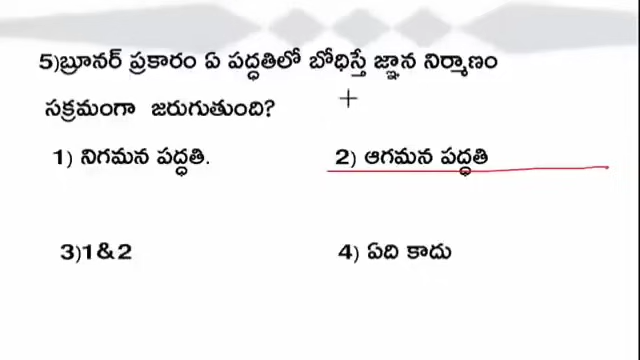 5)బ్రూనర్ ప్రకారం ఏ పద్ధతిలో బోధిస్తే జ్ఞాన నిర్మాణం
సక్రమంగా జరుగుతుంది?
1) నిగమన పద్ధతి.
2) ఆగమన పద్ధతి
3)1&2
4) ఏది కాదు